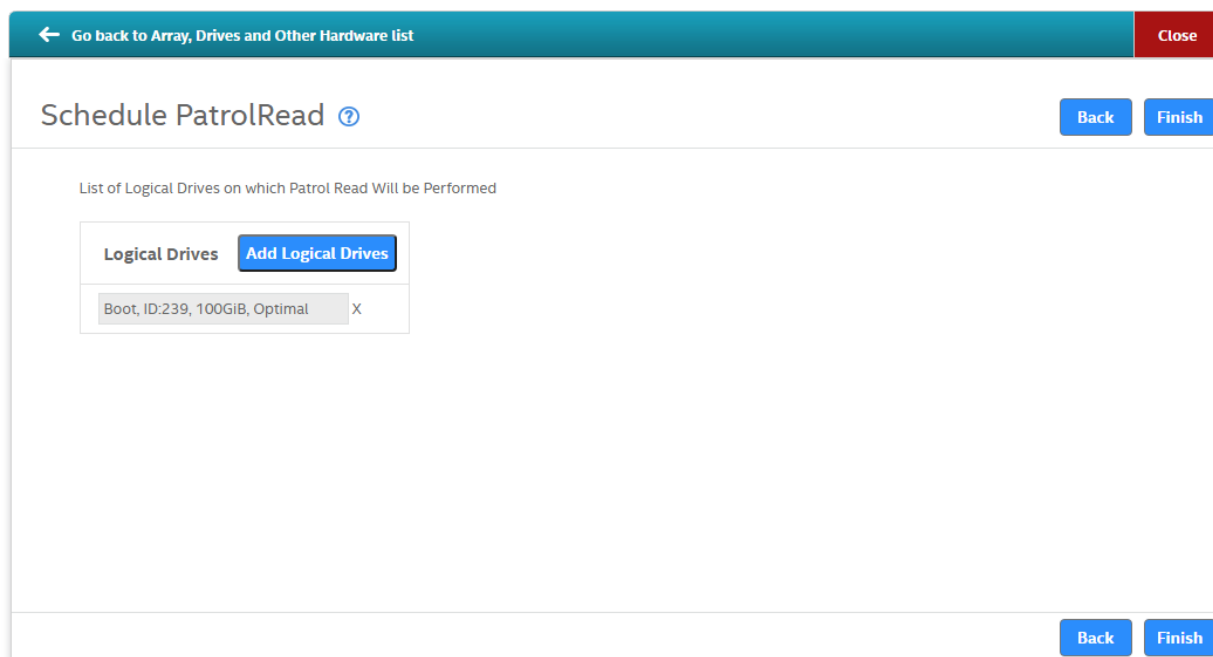 Go back to Array, Drives and Other Hardware list
Close
Schedule PatrolRead ?
Back
Finish
List of Logical Drives on which Patrol Read Will be Performed
Logical Drives
Add Logical Drives
Boot, ID:239, 100GiB, Optimal
X
Back
Finish